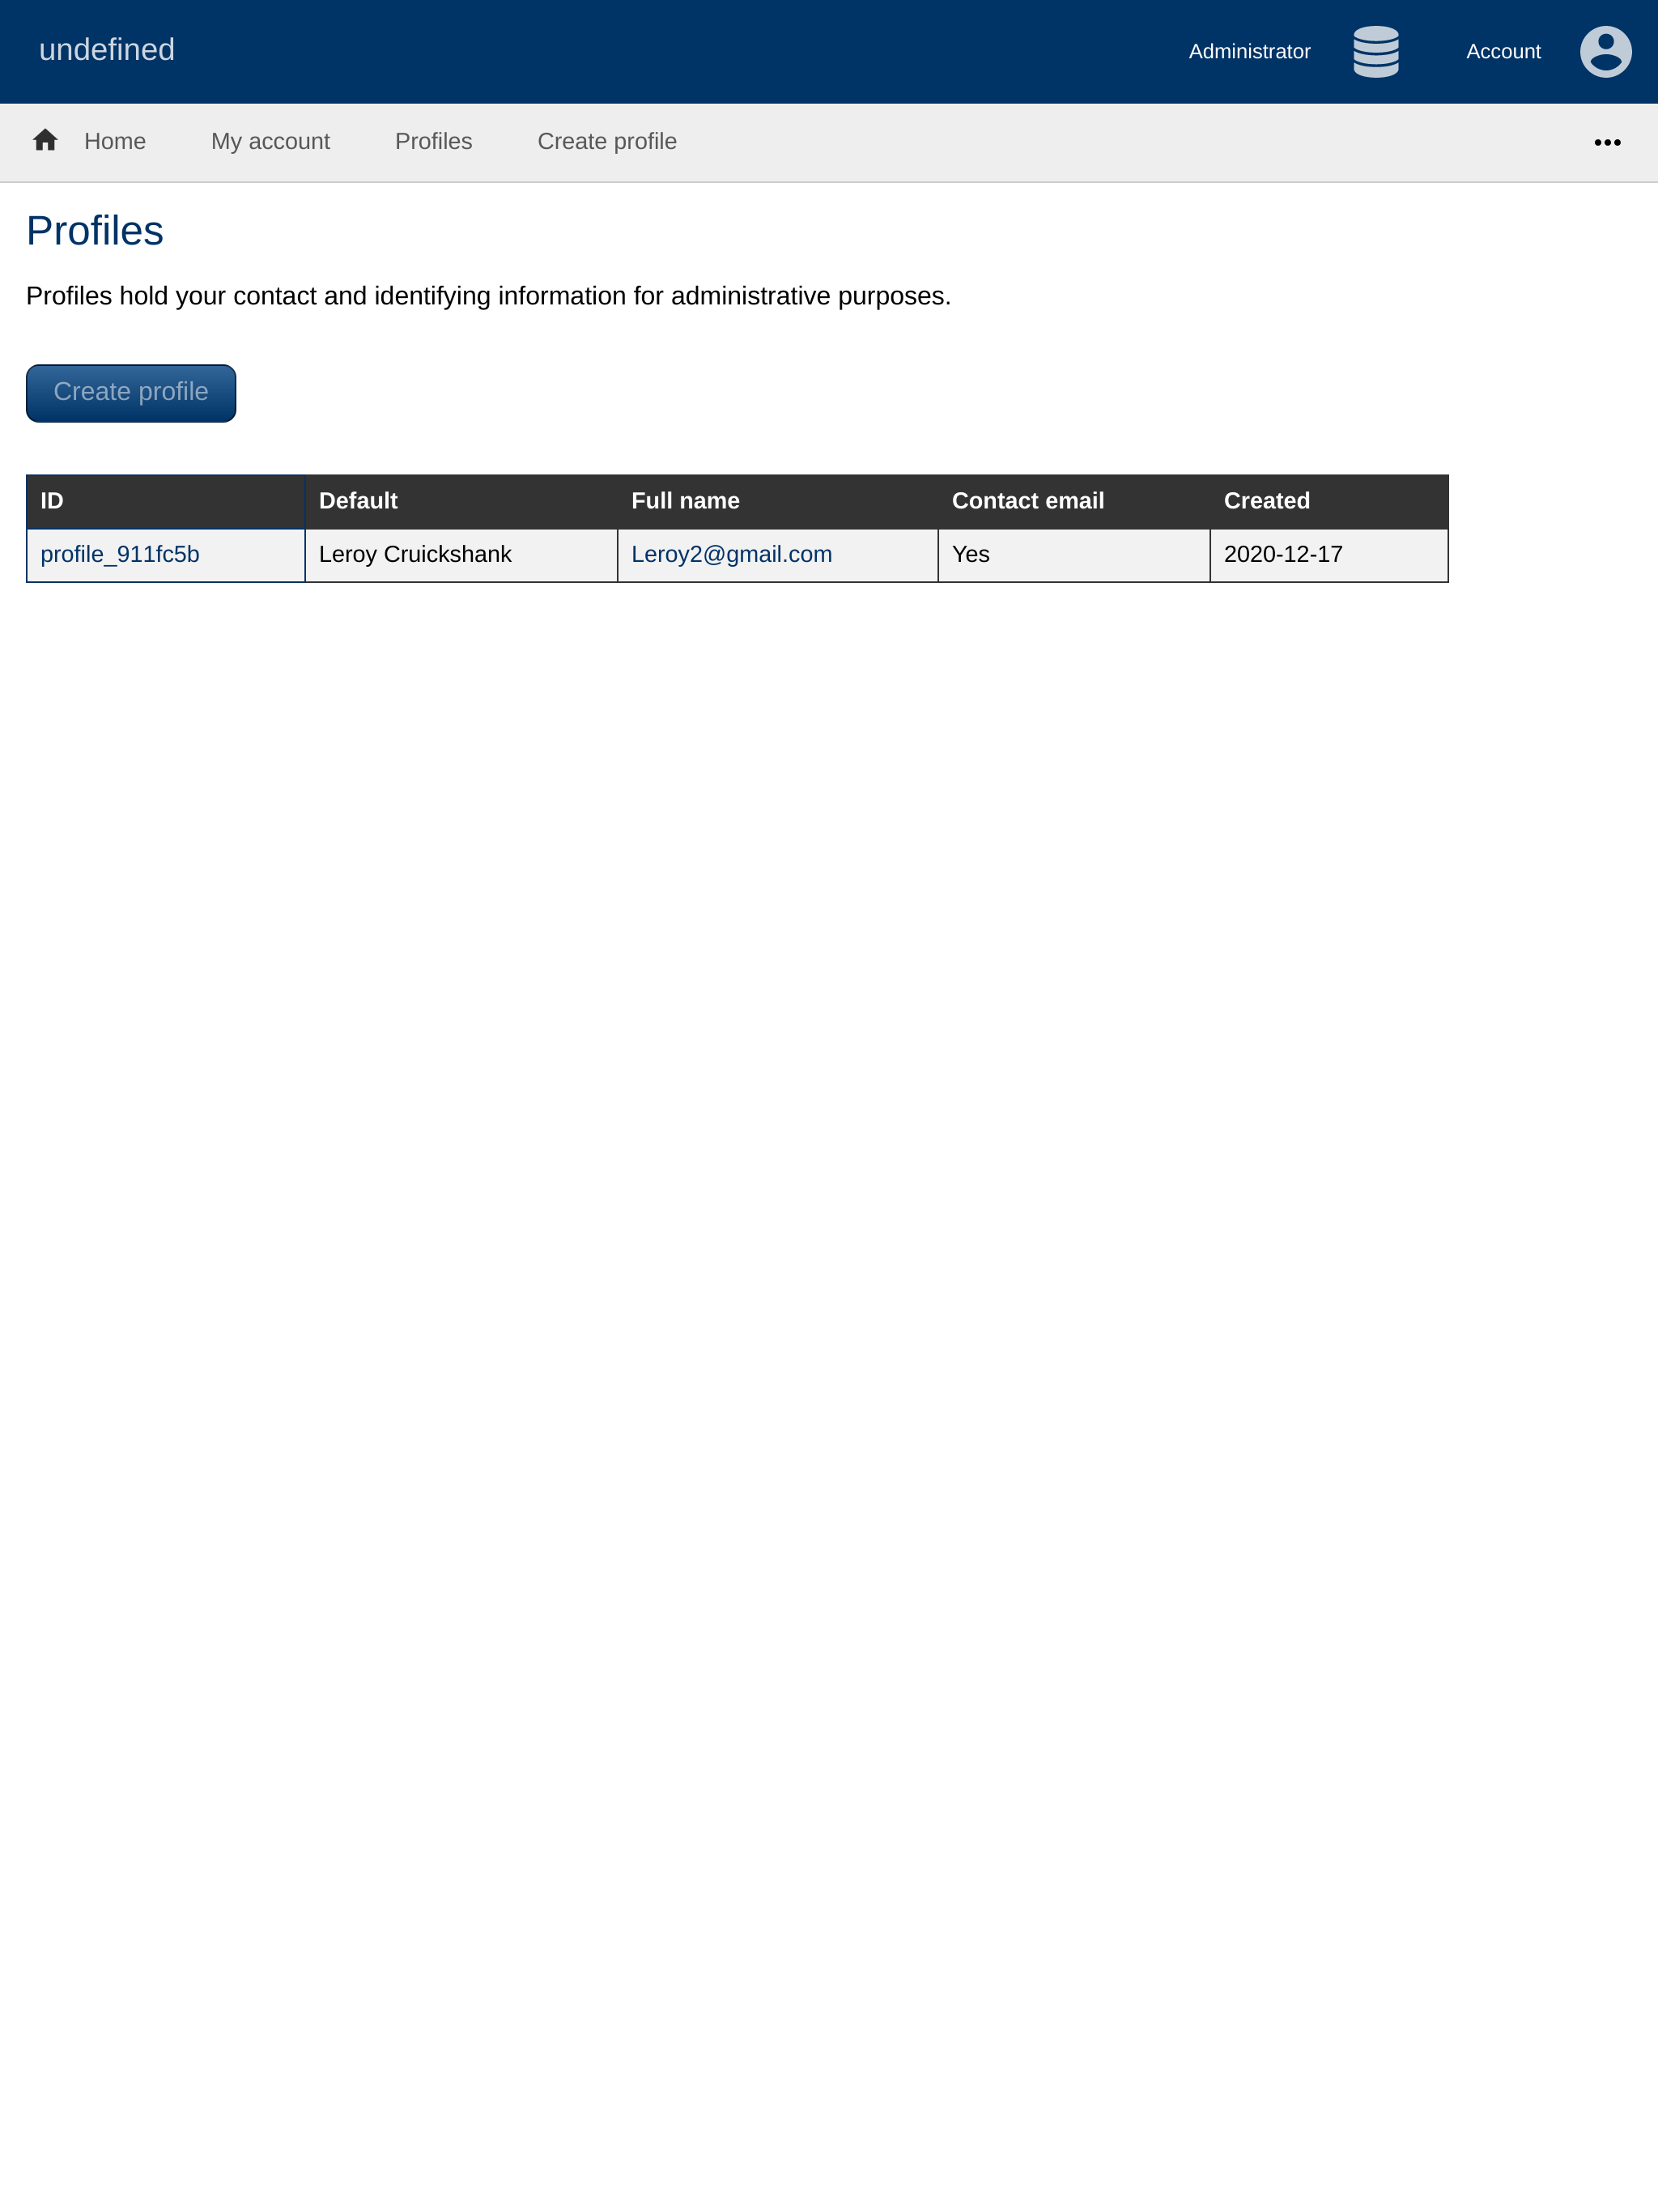 undefined
Administrator
Account
Home
My account
Profiles
Create profile
Profiles
Profiles hold your contact and identifying information for administrative purposes.
Create profile
ID Default Full name Contact email Created
profile_911fc5b Leroy Cruickshank Leroy2@gmail.com Yes 2020-12-17